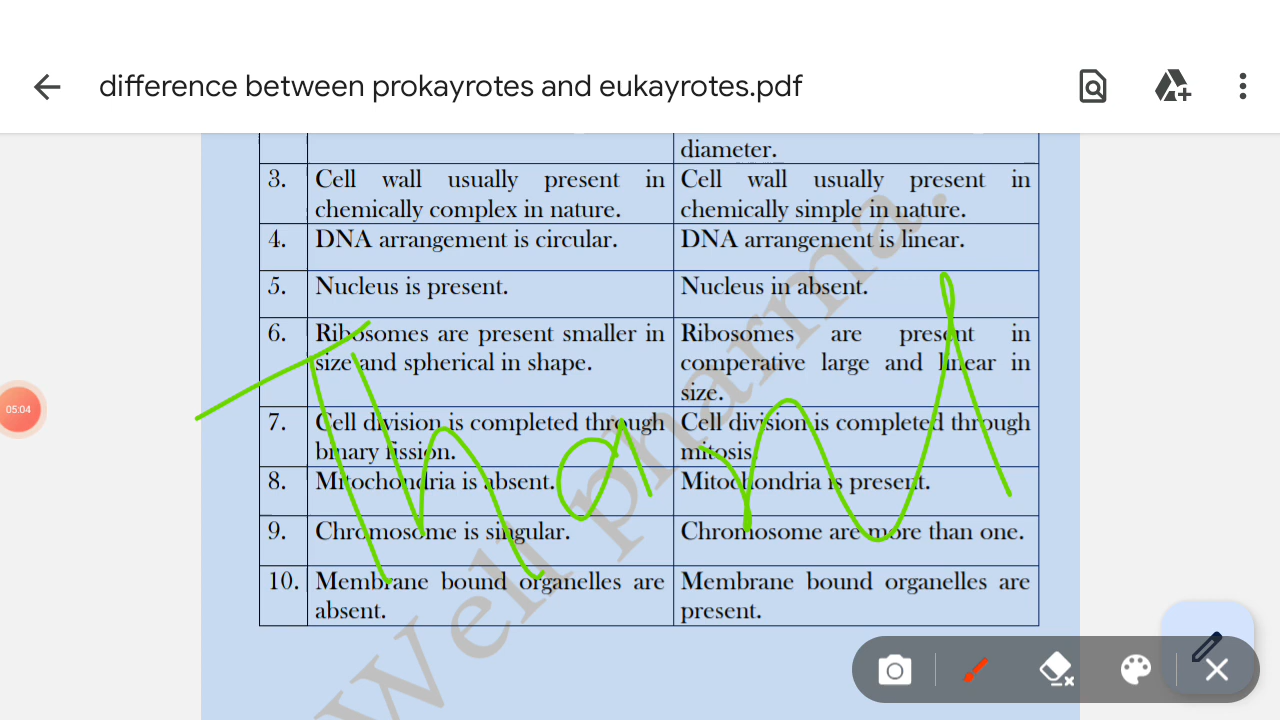 difference between prokayrotes and eukayrotes.pdf
diameter.
3. Cell wall usually present in chemically complex in nature. Cell wall usually present in chemically simple in nature.
4. DNA arrangement is circular. DNA arrangement is linear.
5. Nucleus is present. Nucleus in absent.
6. Ribosomes are present smaller in size and spherical in shape. Ribosomes are present in comperative large and linear in size.
7. Cell division is completed through binary fission. Cell division is completed through mitosis.
8. Mitochondria is absent. Mitochondria is present.
9. Chromosome is singular. Chromosome are more than one.
10. Membrane bound organelles are absent. Membrane bound organelles are present.
Well pharma.
05:04